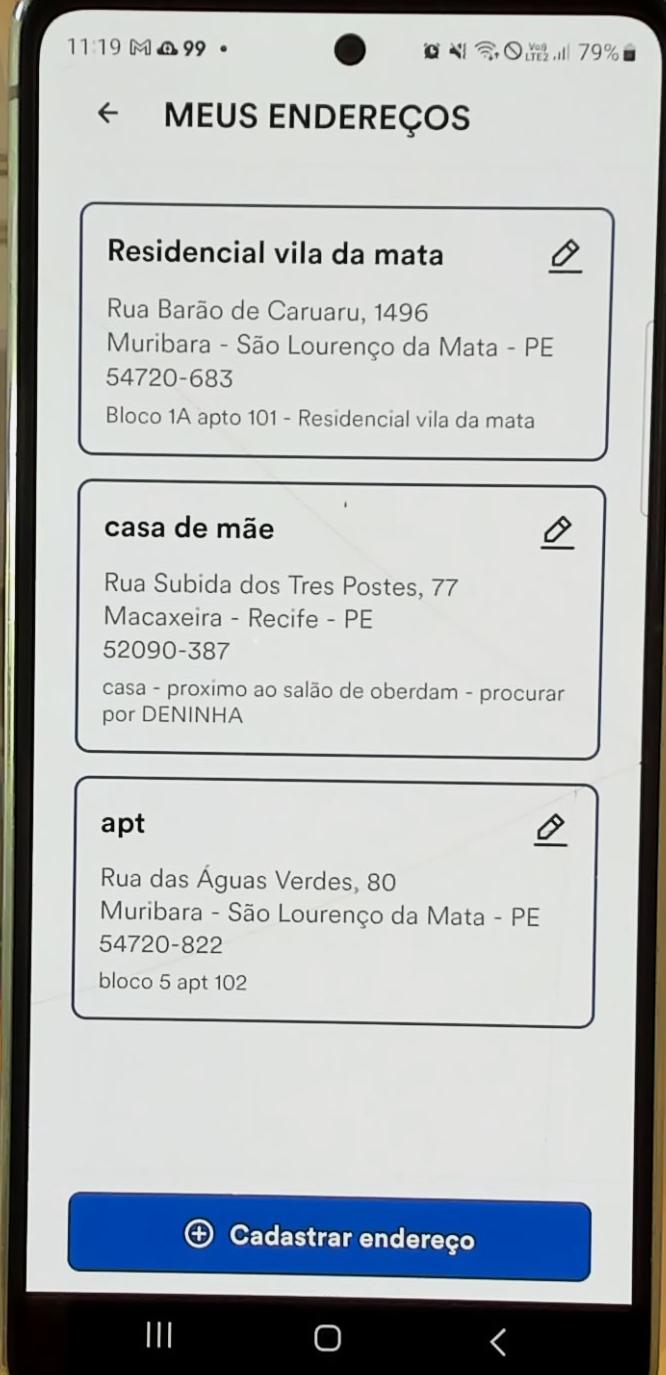 11:19 99 • Vo) LTE2 79%
MEUS ENDEREÇOS
Residencial vila da mata
Rua Barão de Caruaru, 1496
Muribara - São Lourenço da Mata - PE
54720-683
Bloco 1A apto 101 - Residencial vila da mata
casa de mãe
Rua Subida dos Tres Postes, 77
Macaxeira - Recife - PE
52090-387
casa - proximo ao salão de oberdam - procurar
por DENINHA
apt
Rua das Águas Verdes, 80
Muribara - São Lourenço da Mata - PE
54720-822
bloco 5 apt 102
Cadastrar endereço